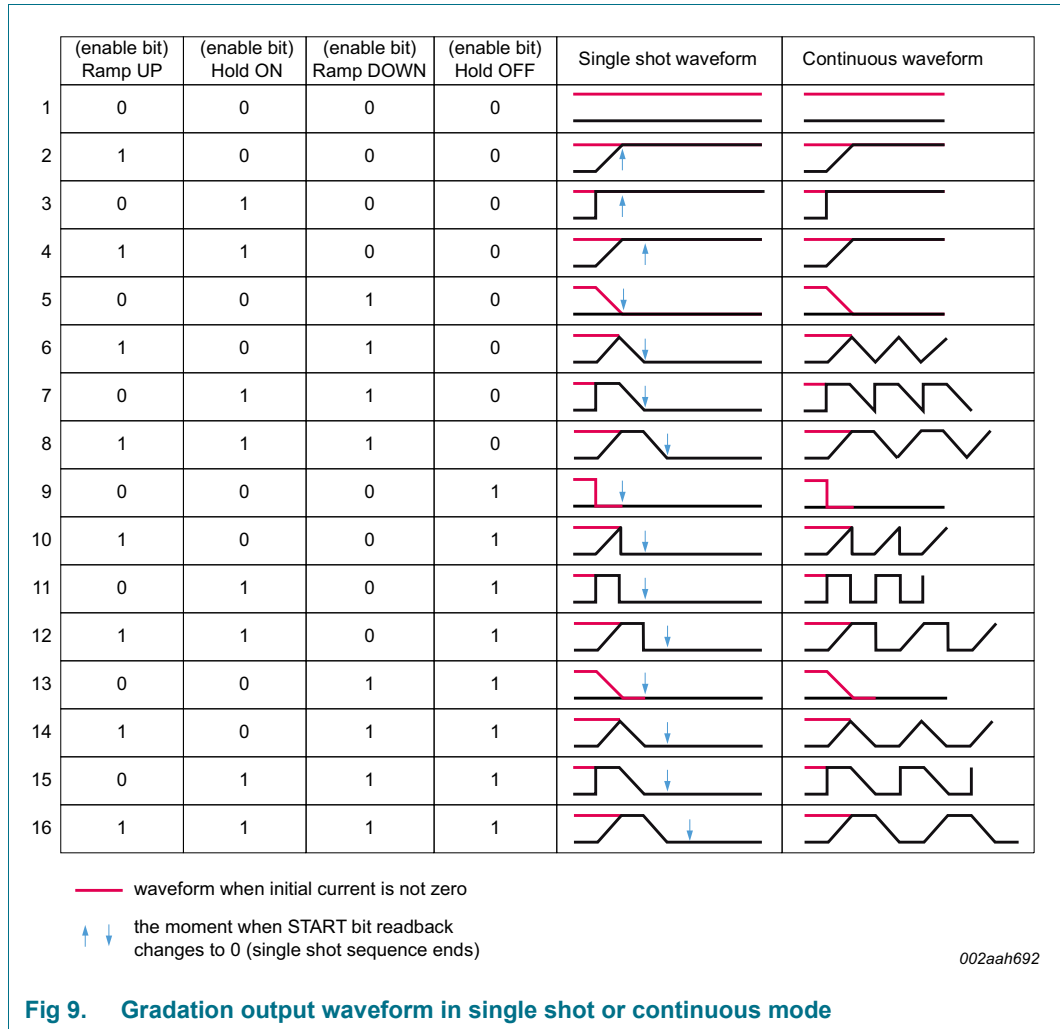 (enable bit) Ramp UP (enable bit) Hold ON (enable bit) Ramp DOWN (enable bit) Hold OFF Single shot waveform Continuous waveform
1 0 0 0 0
2 1 0 0 0
3 0 1 0 0
4 1 1 0 0
5 0 0 1 0
6 1 0 1 0
7 0 1 1 0
8 1 1 1 0
9 0 0 0 1
10 1 0 0 1
11 0 1 0 1
12 1 1 0 1
13 0 0 1 1
14 1 0 1 1
15 0 1 1 1
16 1 1 1 1
waveform when initial current is not zero
the moment when START bit readback
changes to 0 (single shot sequence ends)
002aah692
Fig 9. Gradation output waveform in single shot or continuous mode